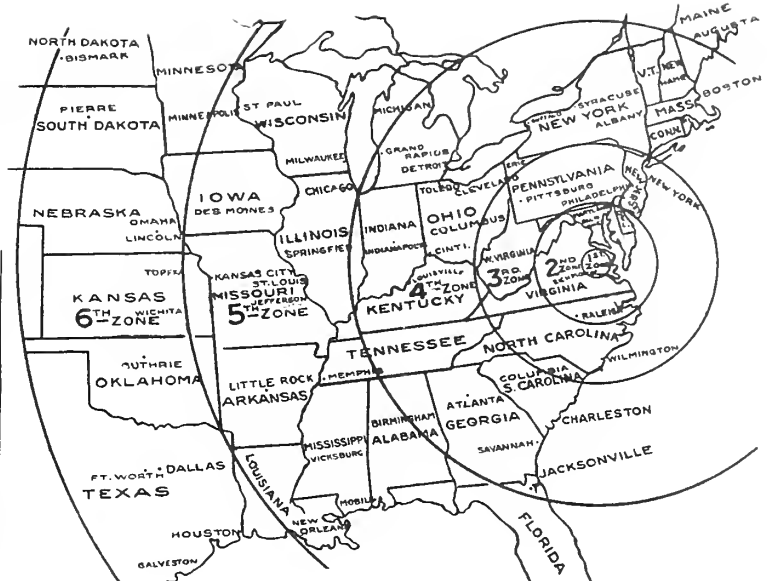 NORTH DAKOTA
BISMARK
MINNESOTA
MAINE
AUGUSTA
V.T.
NEW
HAMP.
BOSTON
MASS
CONN.
PIERRE
SOUTH DAKOTA
MINNEAPOLIS
ST PAUL
WISCONSIN
MILWAUKEE
MICHIGAN
GRAND
RAPIDS
DETROIT
BUFFALO
SYRACUSE
NEW YORK
ALBANY
NEBRASKA
OMAHA
LINCOLN
IOWA
DES MOINES
CHICAGO
ILLINOIS
SPRINGFIELD
INDIANA
INDIANAPOLIS
TOLEDO
CLEVELAND
ERIE
OHIO
COLUMBUS
CINTI.
PENNSYLVANIA
PITTSBURG
PHILADELPHIA
NEW YORK
TOPEKA
KANSAS
6TH-ZONE
WICHITA
KANSAS CITY
ST. LOUIS
MISSOURI
JEFFERSON
5TH-ZONE
LOUISVILLE
4TH-ZONE
KENTUCKY
W.VIRGINIA
3RD
ZONE
2ND
ZONE
1ST
ZONE
VIRGINIA
RALEIGH
TENNESSEE
NORTH CAROLINA
WILMINGTON
MEMPHIS
GUTHRIE
OKLAHOMA
LITTLE ROCK
ARKANSAS
COLUMBIA
S. CAROLINA
CHARLESTON
ATLANTA
GEORGIA
SAVANNAH
BIRMINGHAM
ALABAMA
MISSISSIPPI
VICKSBURG
FT. WORTH
DALLAS
TEXAS
LOUISIANA
MOBILE
NEW
ORLEANS
JACKSONVILLE
FLORIDA
HOUSTON
GALVESTON